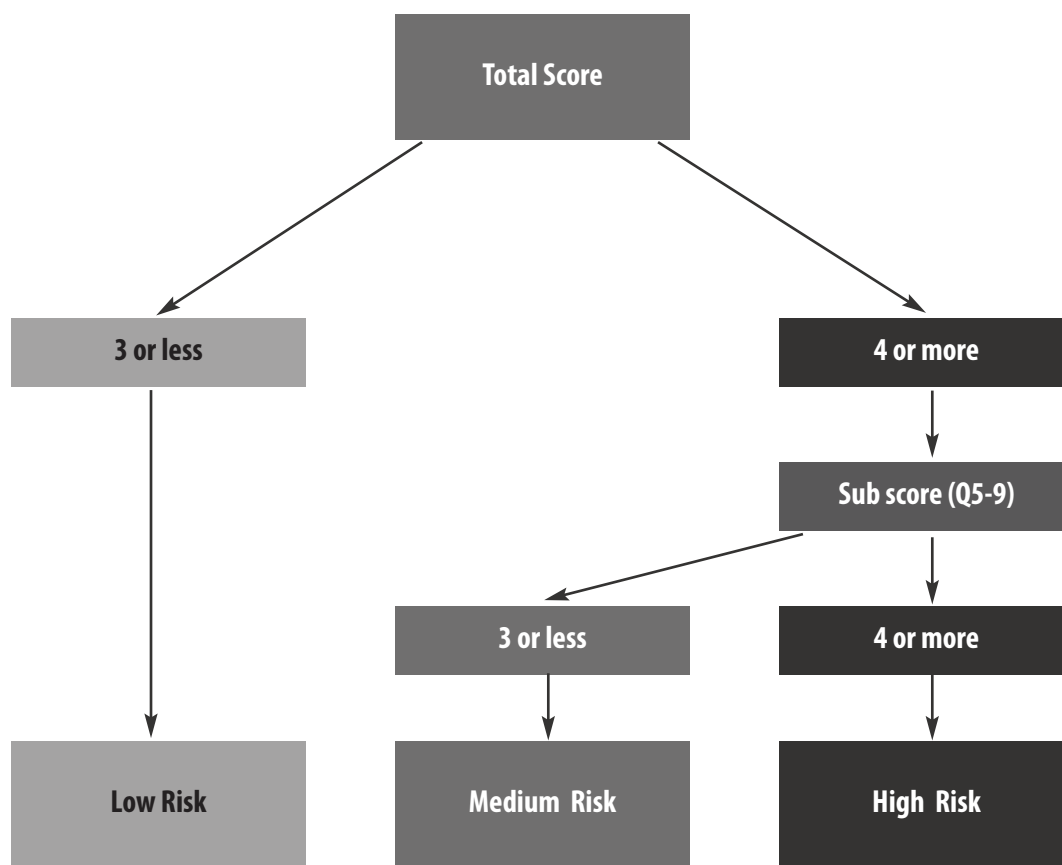 Total Score
3 or less
4 or more
Sub score (Q5-9)
3 or less
4 or more
Low Risk
Medium Risk
High Risk